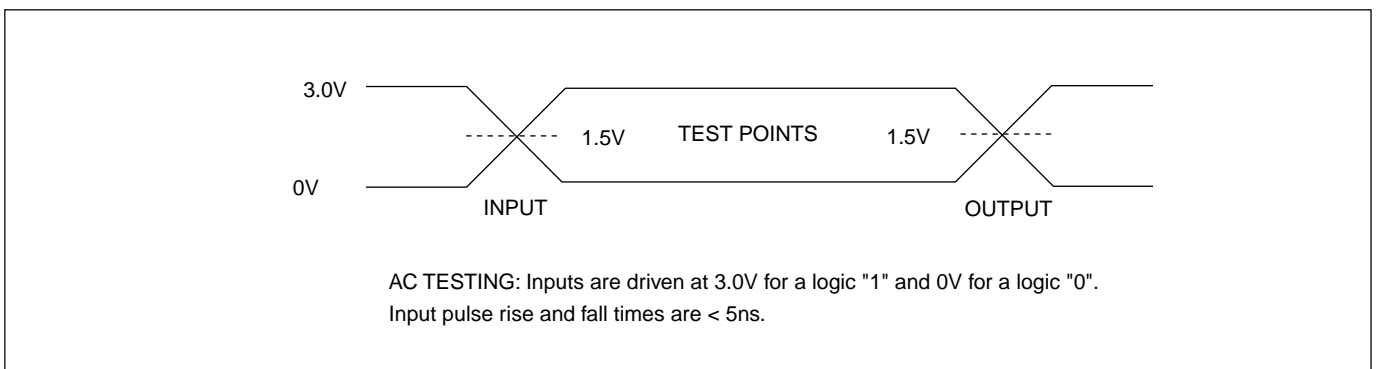 3.0V
1.5V TEST POINTS 1.5V
0V
INPUT OUTPUT
AC TESTING: Inputs are driven at 3.0V for a logic "1" and 0V for a logic "0".
Input pulse rise and fall times are < 5ns.